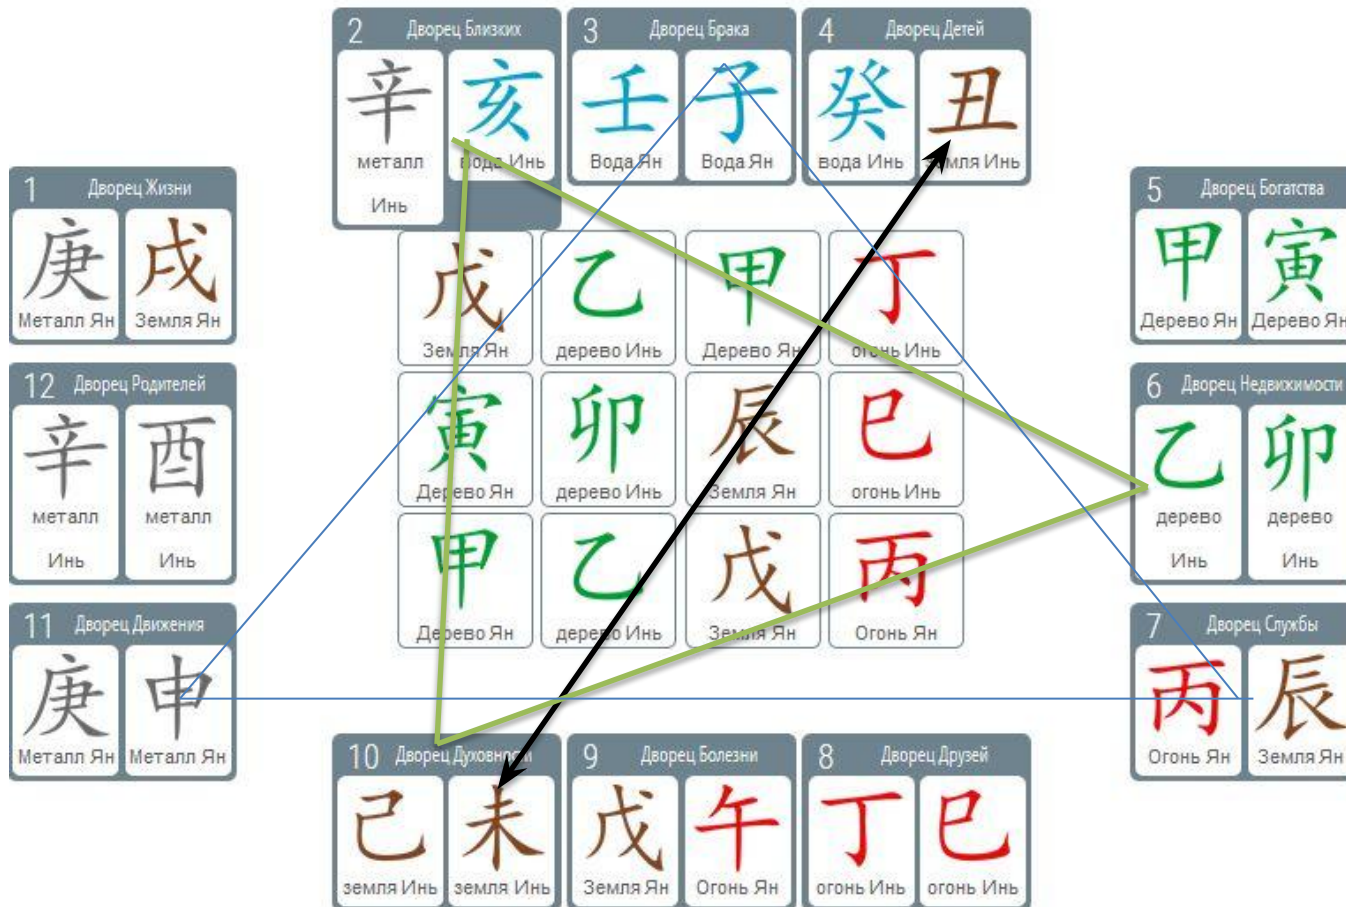 2 Дворец Близких
辛 亥
металл вода Инь
Инь
3 Дворец Брака
壬 子
Вода Ян Вода Ян
4 Дворец Детей
癸 丑
вода Инь земля Инь
1 Дворец Жизни
庚 戌
Металл Ян Земля Ян
12 Дворец Родителей
辛 酉
металл металл
Инь Инь
11 Дворец Движения
庚 申
Металл Ян Металл Ян
戊 乙 甲 丁
Земля Ян дерево Инь Дерево Ян огонь Инь
寅 卯 辰 巳
Дерево Ян дерево Инь Земля Ян огонь Инь
甲 乙 戊 丙
Дерево Ян дерево Инь Земля Ян Огонь Ян
5 Дворец Богатства
甲 寅
Дерево Ян Дерево Ян
6 Дворец Недвижимости
乙 卯
дерево дерево
Инь Инь
7 Дворец Службы
丙 辰
Огонь Ян Земля Ян
10 Дворец Духовности
己 未
земля Инь земля Инь
9 Дворец Болезни
戊 午
Земля Ян Огонь Ян
8 Дворец Друзей
丁 巳
огонь Инь огонь Инь